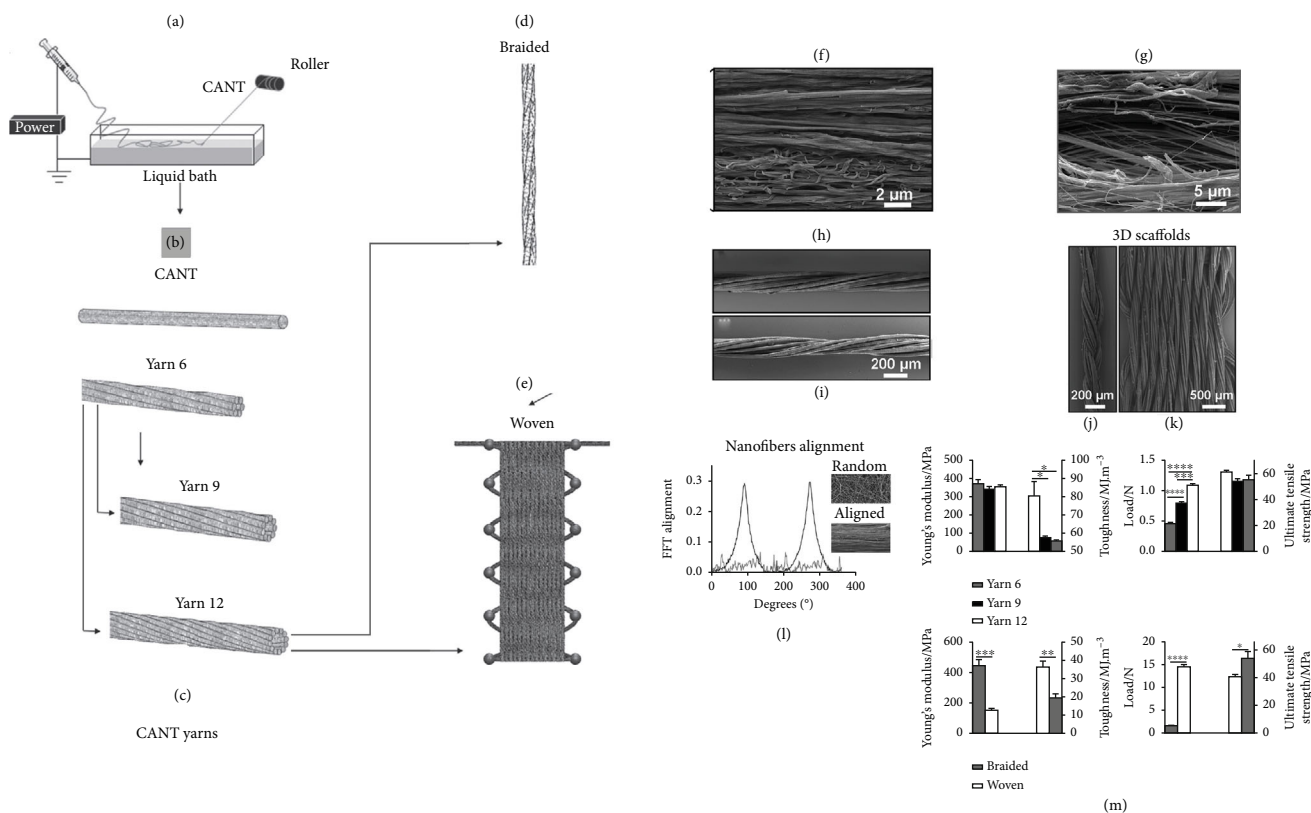 (a)
Roller
CANT
Power
Liquid bath
(b)
CANT
Yarn 6
Yarn 9
Yarn 12
(c)
CANT yarns
(d)
Braided
(e)
Woven
(f)
2 µm
(g)
5 µm
(h)
200 µm
(i)
3D scaffolds
200 µm
500 µm
(j)
(k)
Nanofibers alignment
Random
Aligned
FFT alignment
0.3
0.2
0.1
0.0
0
100
200
300
400
Degrees (°)
(l)
Young's modulus/MPa
500
400
300
200
100
0
*
*
100
90
80
70
60
50
Toughness/MJ.m−3
Load/N
1.5
1.0
0.5
0.0
****
***
****
60
40
20
0
Ultimate tensile
strength/MPa
Yarn 6
Yarn 9
Yarn 12
Young's modulus/MPa
600
400
200
0
***
**
50
40
30
20
10
0
Toughness/MJ.m−3
Load/N
20
15
10
5
0
****
*
60
40
20
0
Ultimate tensile
strength/MPa
Braided
Woven
(m)